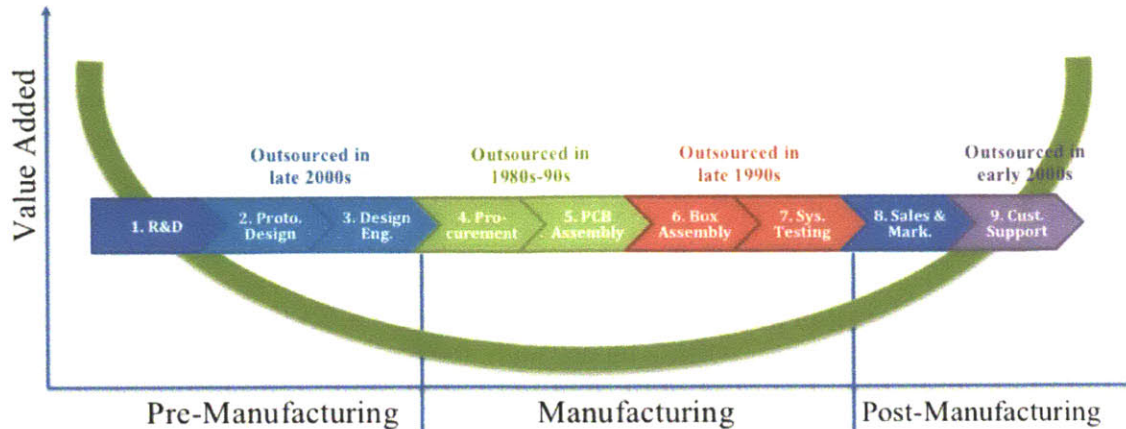 Value Added
Outsourced in
late 2000s
Outsourced in
1980s-90s
Outsourced in
late 1990s
Outsourced in
early 2000s
1. R&D
2. Proto.
Design
3. Design
Eng.
4. Pro-
curement
5. PCB
Assembly
6. Box
Assembly
7. Sys.
Testing
8. Sales &
Mark.
9. Cust.
Support
Pre-Manufacturing
Manufacturing
Post-Manufacturing